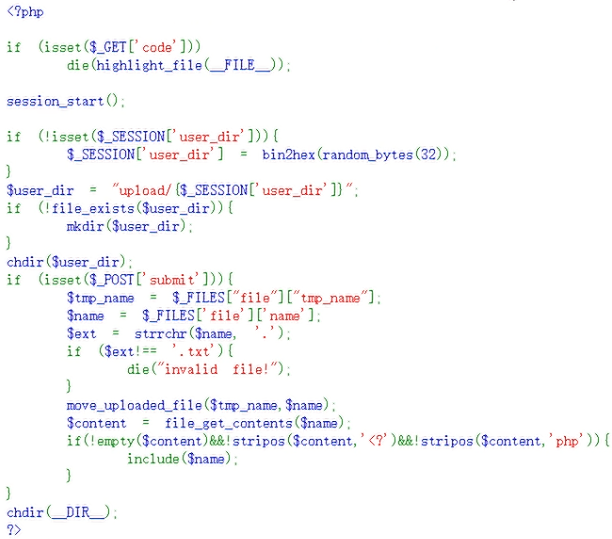 <?php
if (isset($_GET['code']))
die(highlight_file(__FILE__));
session_start();
if (!isset($_SESSION['user_dir'])){
$_SESSION['user_dir'] = bin2hex(random_bytes(32));
}
$user_dir = "upload/{$_SESSION['user_dir']}";
if (!file_exists($user_dir)){
mkdir($user_dir);
}
chdir($user_dir);
if (isset($_POST['submit'])){
$tmp_name = $_FILES["file"]["tmp_name"];
$name = $_FILES['file']['name'];
$ext = strrchr($name, '.');
if ($ext!== '.txt'){
die("invalid file!");
}
move_uploaded_file($tmp_name,$name);
$content = file_get_contents($name);
if(!empty($content)&&!stripos($content,'<?')&&!stripos($content,'php')){
include($name);
}
}
chdir(__DIR__);
?>